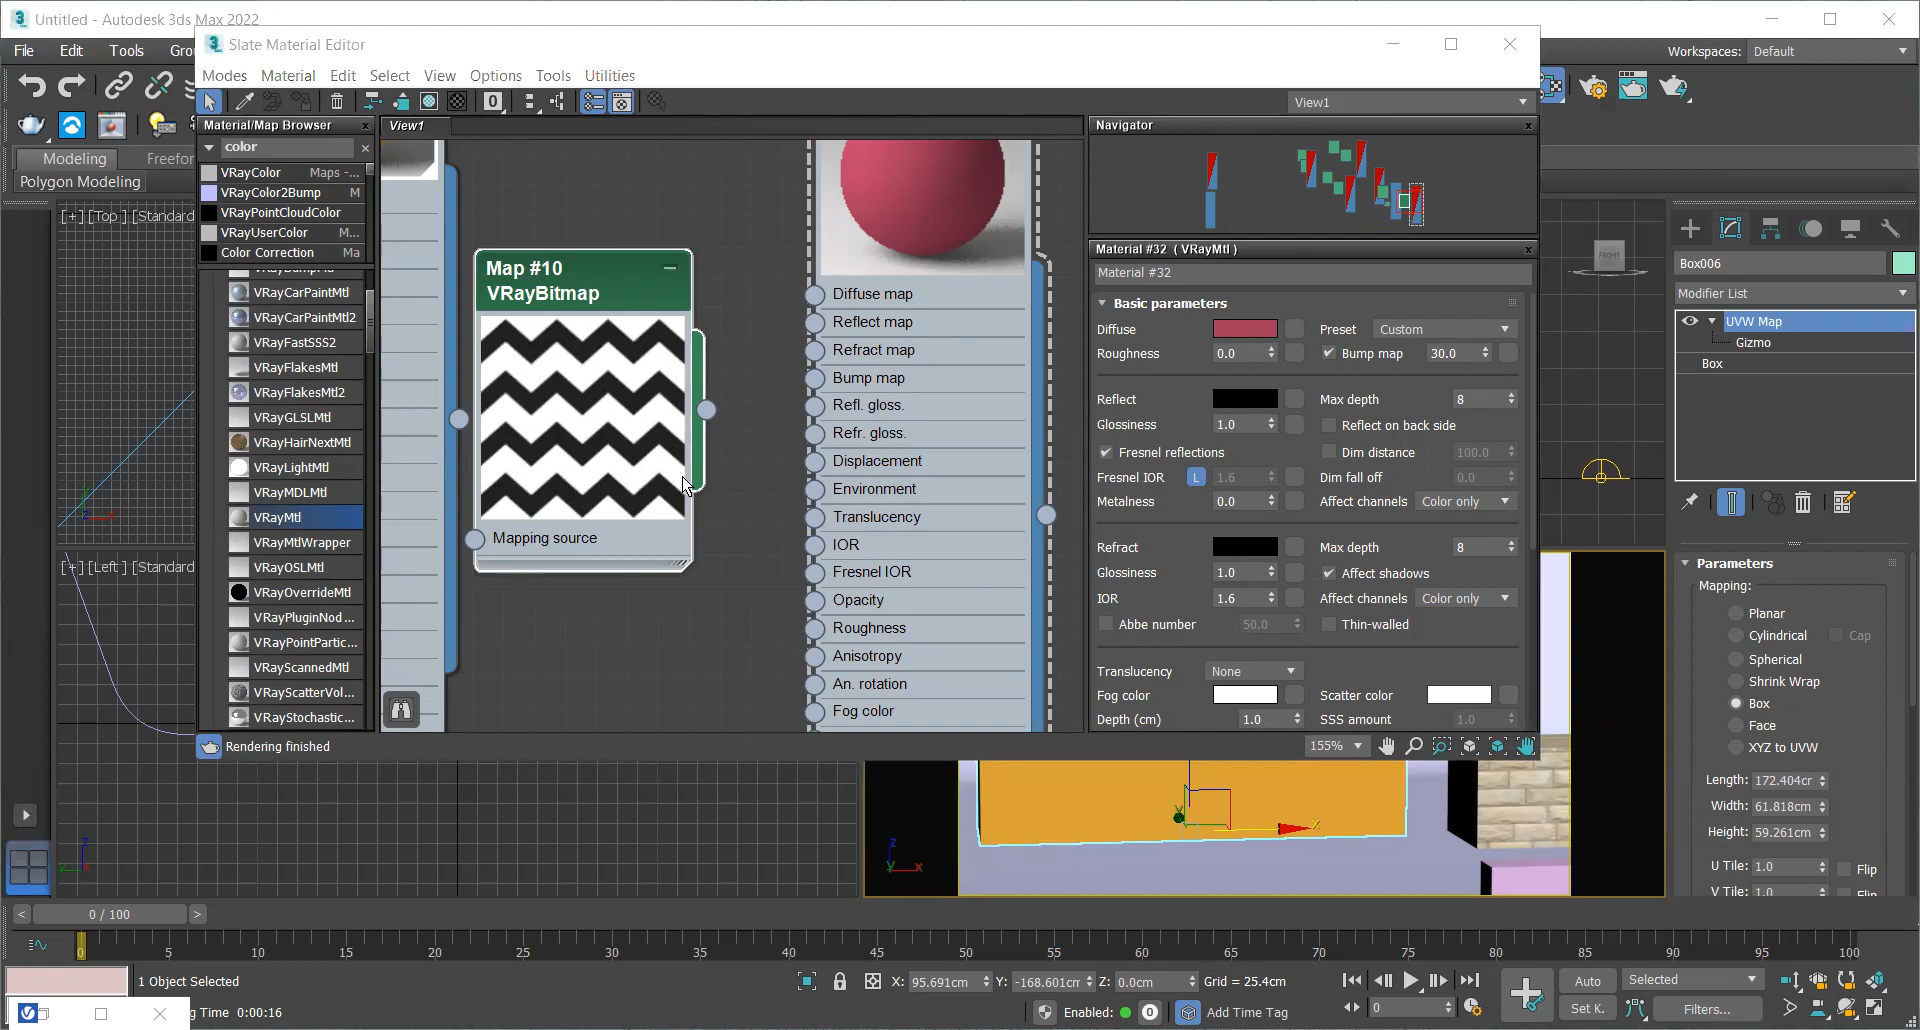 Untitled - Autodesk 3ds Max 2022
File Edit Tools Grou
Workspaces: Default
Slate Material Editor
Modes Material Edit Select View Options Tools Utilities
View1
Material/Map Browser
View1
Navigator
Modeling Freefor
Polygon Modeling
color
VRayColor Maps -...
VRayColor2Bump M
VRayPointCloudColor
VRayUserColor M...
Color Correction Ma
VRayCarPaintMtl
VRayCarPaintMtl2
VRayFastSSS2
VRayFlakesMtl
VRayFlakesMtl2
VRayGLSLMtl
VRayHairNextMtl
VRayLightMtl
VRayMDLMtl
VRayMtl
VRayMtlWrapper
VRayOSLMtl
VRayOverrideMtl
VRayPluginNod...
VRayPointPartic...
VRayScannedMtl
VRayScatterVol...
VRayStochastic...
[+] [Top ] [Standard
[+] [Left ] [Standard
Map #10
VRayBitmap
Mapping source
Diffuse map
Reflect map
Refract map
Bump map
Refl. gloss.
Refr. gloss.
Displacement
Environment
Translucency
IOR
Fresnel IOR
Opacity
Roughness
Anisotropy
An. rotation
Fog color
Material #32 ( VRayMtl )
Material #32
Basic parameters
Diffuse Preset Custom
Roughness 0.0 Bump map 30.0
Reflect Max depth 8
Glossiness 1.0 Reflect on back side
Fresnel reflections Dim distance 100.0
Fresnel IOR L 1.6 Dim fall off 0.0
Metalness 0.0 Affect channels Color only
Refract Max depth 8
Glossiness 1.0 Affect shadows
IOR 1.6 Affect channels Color only
Abbe number 50.0 Thin-walled
Translucency None
Fog color Scatter color
Depth (cm) 1.0 SSS amount 1.0
Rendering finished
155%
FRONT
Box006
Modifier List
UVW Map
Gizmo
Box
Parameters
Mapping:
Planar
Cylindrical Cap
Spherical
Shrink Wrap
Box
Face
XYZ to UVW
Length: 172.404cr
Width: 61.818cm
Height: 59.261cm
U Tile: 1.0 Flip
V Tile: 1.0 Flip
z
y x
z
y x
x
< 0 / 100 >
0 5 10 15 20 25 30 35 40 45 50 55 60 65 70 75 80 85 90 95 100
1 Object Selected
X: 95.691cm Y: -168.601cm Z: 0.0cm Grid = 25.4cm
Auto Selected
g Time 0:00:16
Enabled: 0 Add Time Tag
0
Set K. Filters...